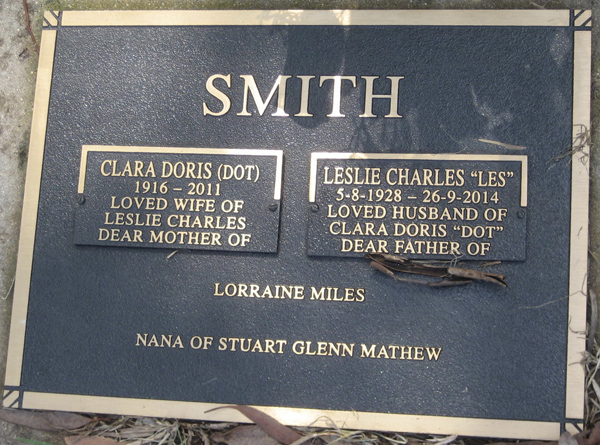 SMITH
CLARA DORIS (DOT)
1916 – 2011
LOVED WIFE OF
LESLIE CHARLES
DEAR MOTHER OF
LESLIE CHARLES "LES"
5-8-1928 – 26-9-2014
LOVED HUSBAND OF
CLARA DORIS "DOT"
DEAR FATHER OF
LORRAINE MILES
NANA OF STUART GLENN MATHEW